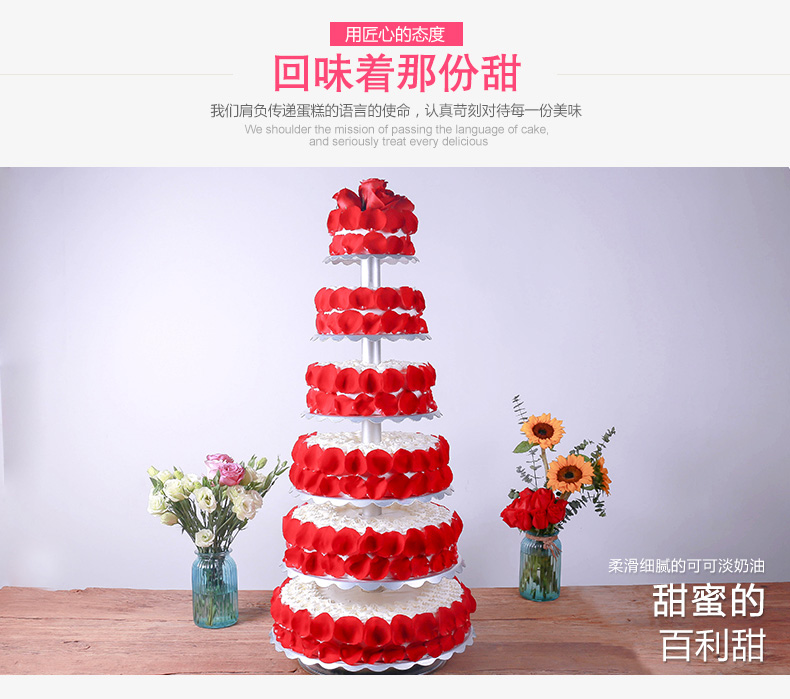 用匠心的态度
回味着那份甜
我们肩负传递蛋糕的语言的使命，认真苛刻对待每一份美味
We shoulder the mission of passing the language of cake,
and seriously treat every delicious
柔滑细腻的可可淡奶油
甜蜜的
百利甜